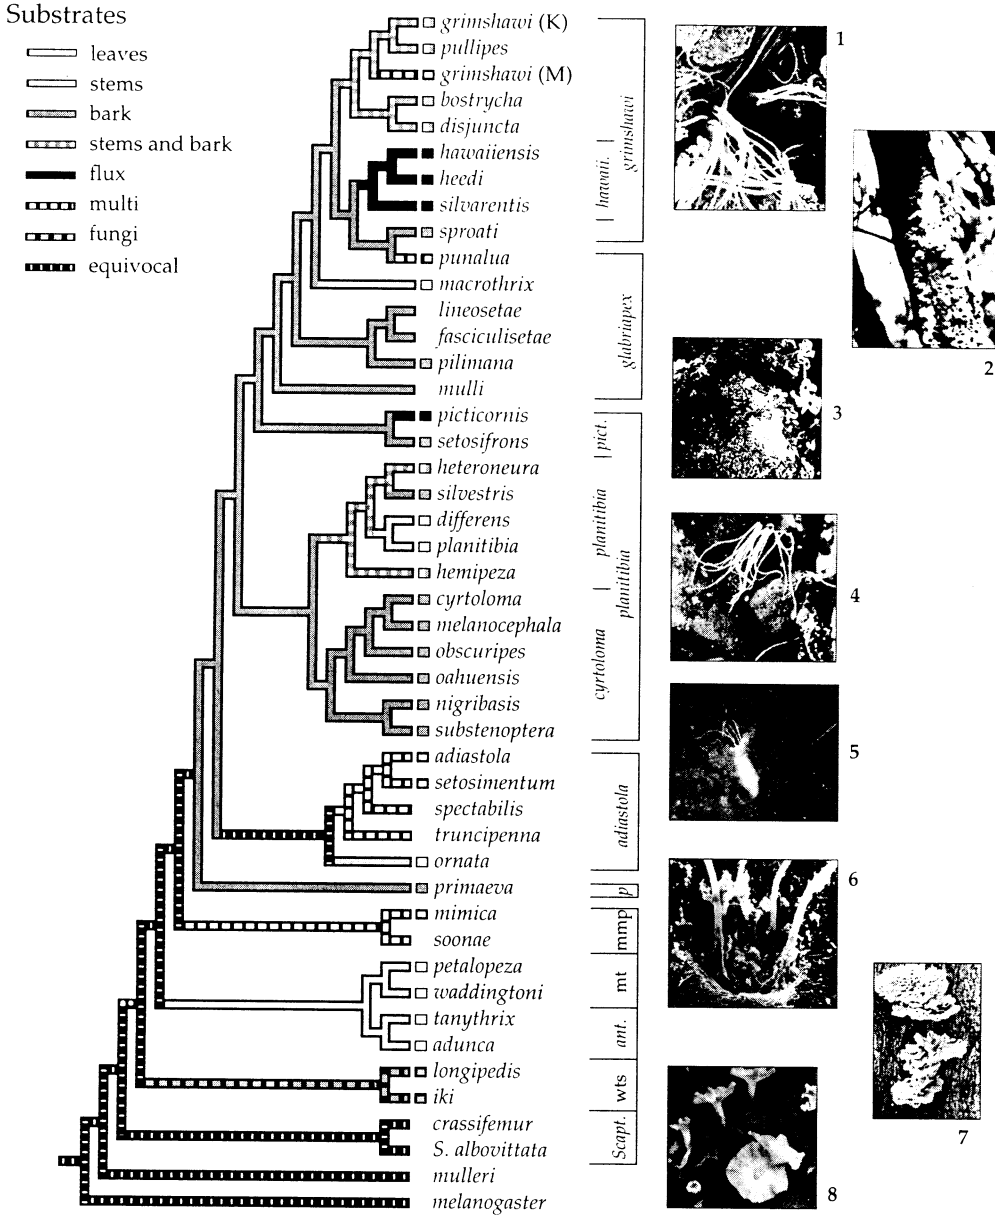 Substrates
leaves
stems
bark
stems and bark
flux
multi
fungi
equivocal
grimshawi (K)
pullipes
grimshawi (M)
bostrycha
disjuncta
hawaiiensis
heedi
silvarentis
sproati
punalua
macrothrix
lineosetae
fasciculisetae
pilimana
mulli
picticornis
setosifrons
heteroneura
silvestris
differens
planitibia
hemipeza
cyrtoloma
melanocephala
obscuripes
oahuensis
nigribasis
substenoptera
adiastola
setosimentum
spectabilis
truncipenna
ornata
primaeva
mimica
soonae
petalopeza
waddingtoni
tanythrix
adunca
longipedis
iki
crassifemur
S. albovittata
mulleri
melanogaster
hawaii.
grimshawi
glabriapex
pict.
planitibia
planitibia
cyrtoloma
adiastola
p
mmp
mt
ant.
wts
Scapt.
1
2
3
4
5
6
7
8